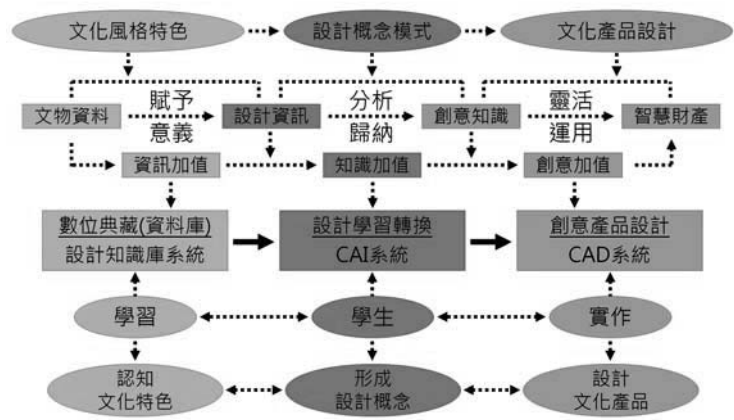 文化風格特色
設計概念模式
文化產品設計
文物資料
賦予
意義
設計資訊
分析
歸納
創意知識
靈活
運用
智慧財產
資訊加值
知識加值
創意加值
數位典藏(資料庫)
設計知識庫系統
設計學習轉換
CAI系統
創意產品設計
CAD系統
學習
學生
實作
認知
文化特色
形成
設計概念
設計
文化產品